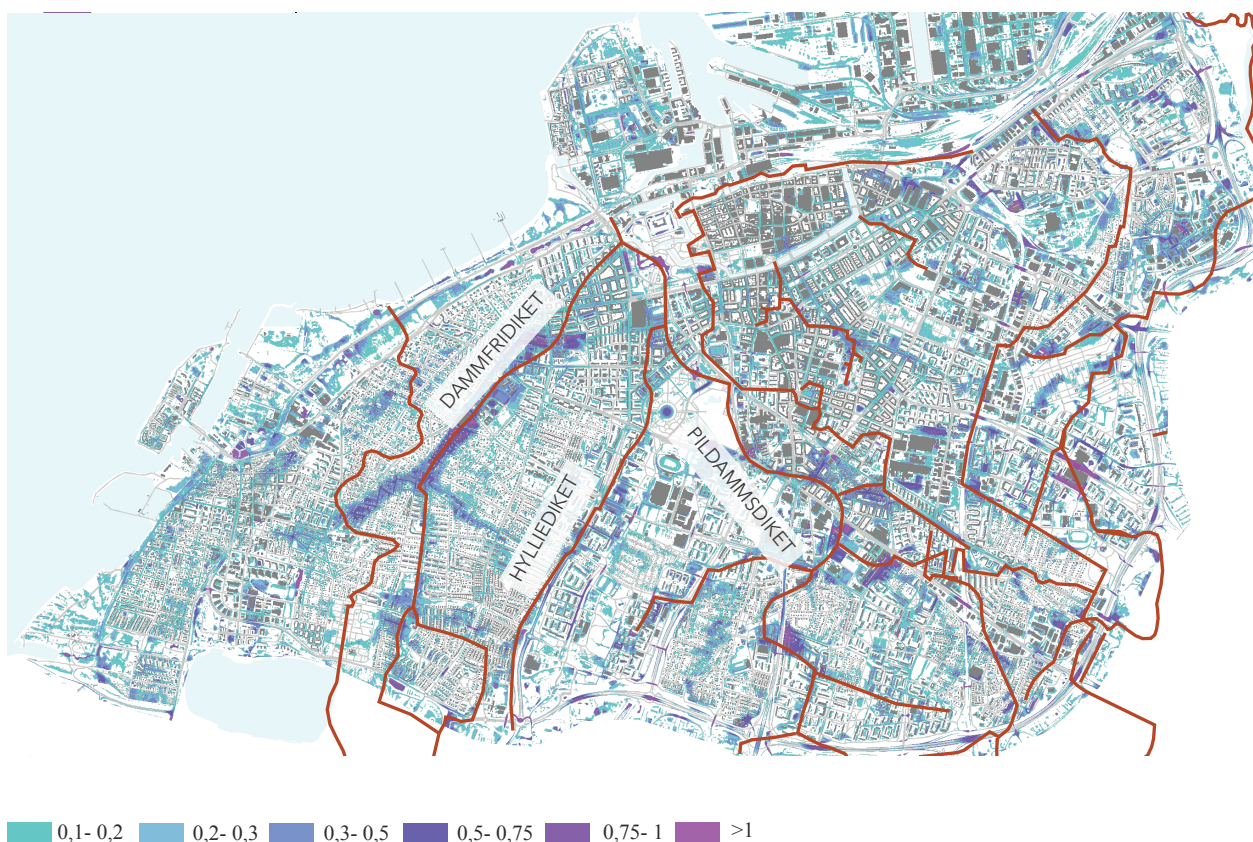 DAMMFRIDIKET
HYLLIEDIKET
PILDAMMSDIKET
0,1- 0,2
0,2- 0,3
0,3- 0,5
0,5- 0,75
0,75- 1
>1